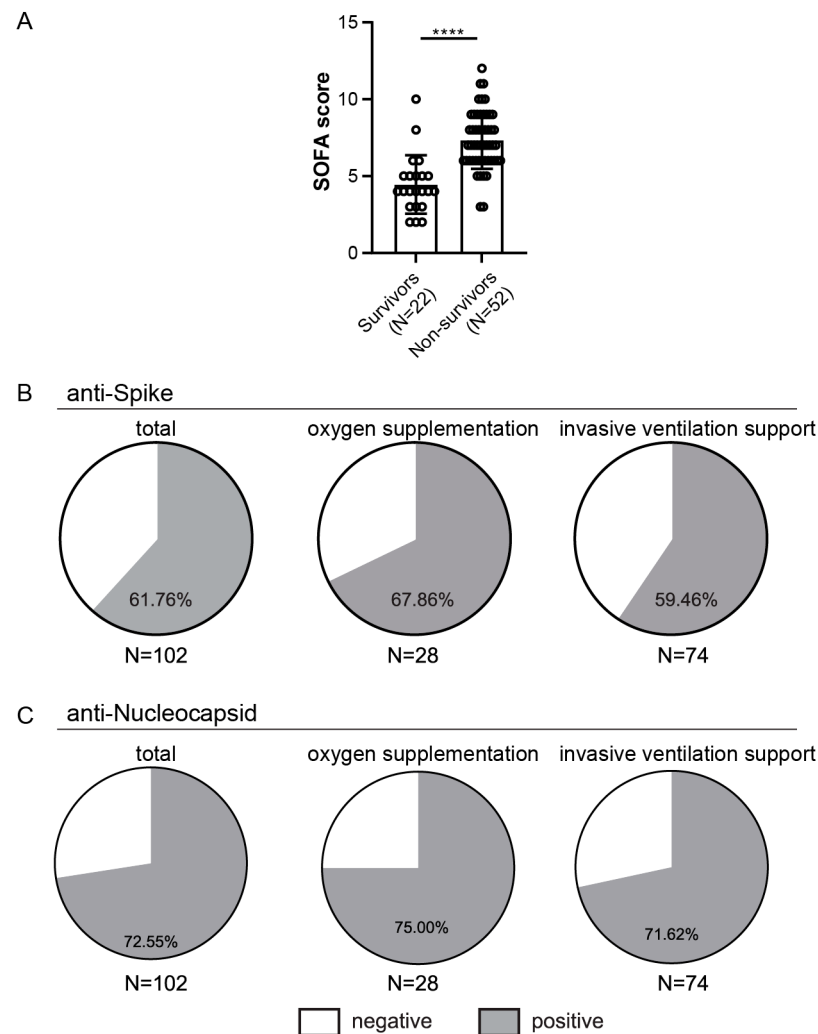 A
15
****
10
SOFA score
5
0
Survivors
(N=22)
Non-survivors
(N=52)
B anti-Spike
total oxygen supplementation invasive ventilation support
61.76% 67.86% 59.46%
N=102 N=28 N=74
C anti-Nucleocapsid
total oxygen supplementation invasive ventilation support
72.55% 75.00% 71.62%
N=102 N=28 N=74
negative positive